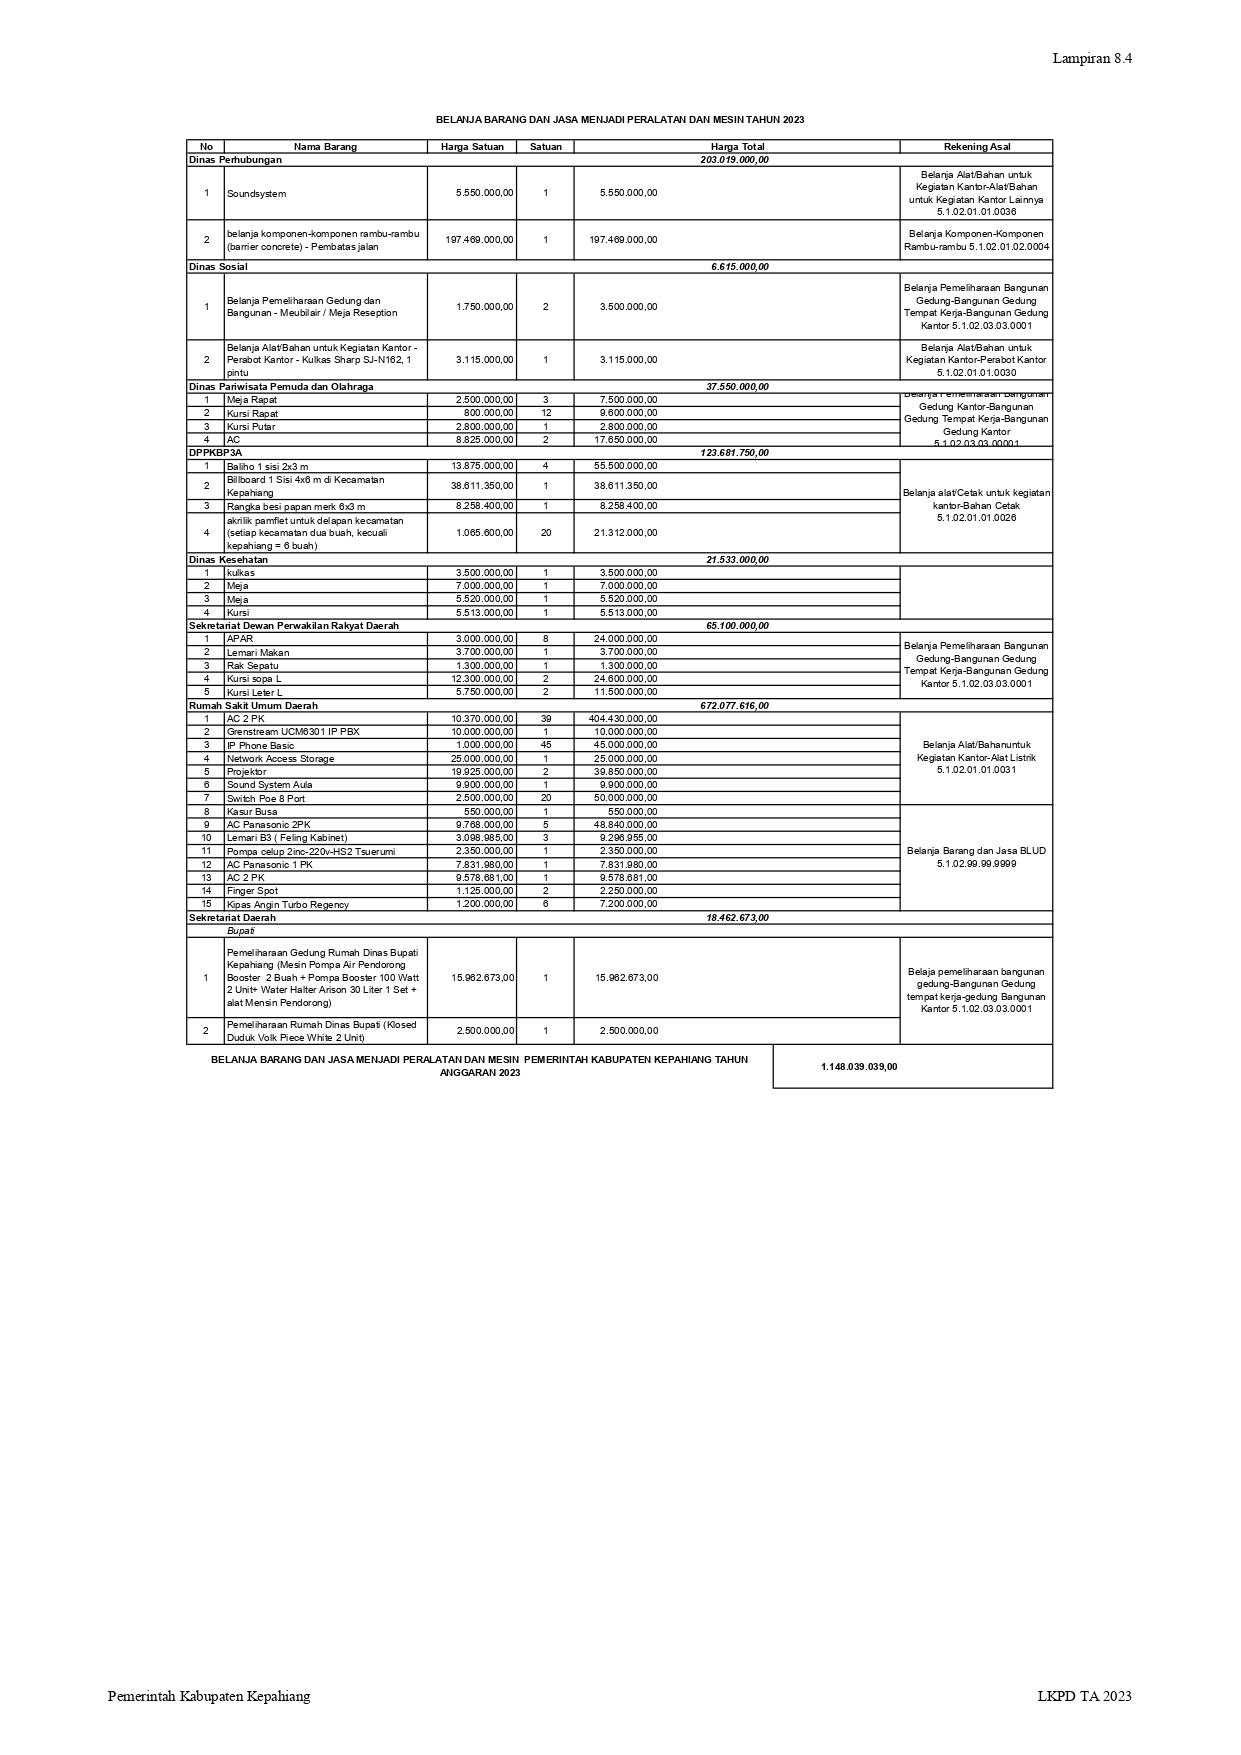 Lampiran 8.4
BELANJA BARANG DAN JASA MENJADI PERALATAN DAN MESIN TAHUN 2023
No Nama Barang Harga Satuan Satuan Harga Total Rekening Asal
Dinas Perhubungan 203.019.000,00
1 Soundsystem 5.550.000,00 1 5.550.000,00
Belanja Alat/Bahan untuk
Kegiatan Kantor-Alat/Bahan
untuk Kegiatan Kantor Lainnya
5.1.02.01.01.0036
2 belanja komponen-komponen rambu-rambu
(barrier concrete) - Pembatas jalan 197.469.000,00 1 197.469.000,00
Belanja Komponen-Komponen
Rambu-rambu 5.1.02.01.02.0004
Dinas Sosial 6.615.000,00
1 Belanja Pemeliharaan Gedung dan
Bangunan - Meubilair / Meja Reseption 1.750.000,00 2 3.500.000,00
Belanja Pemeliharaan Bangunan
Gedung-Bangunan Gedung
Tempat Kerja-Bangunan Gedung
Kantor 5.1.02.03.03.0001
2 Belanja Alat/Bahan untuk Kegiatan Kantor -
Perabot Kantor - Kulkas Sharp SJ-N162, 1
pintu 3.115.000,00 1 3.115.000,00
Belanja Alat/Bahan untuk
Kegiatan Kantor-Perabot Kantor
5.1.02.01.01.0030
Dinas Pariwisata Pemuda dan Olahraga 37.550.000,00
1 Meja Rapat 2.500.000,00 3 7.500.000,00
2 Kursi Rapat 800.000,00 12 9.600.000,00
3 Kursi Putar 2.800.000,00 1 2.800.000,00
4 AC 8.825.000,00 2 17.650.000,00
Belanja Pemeliharaan Bangunan
Gedung Kantor-Bangunan
Gedung Tempat Kerja-Bangunan
Gedung Kantor
5.1.02.03.03.00001
DPPKBP3A 123.681.750,00
1 Baliho 1 sisi 2x3 m 13.875.000,00 4 55.500.000,00
2 Billboard 1 Sisi 4x6 m di Kecamatan
Kepahiang 38.611.350,00 1 38.611.350,00
3 Rangka besi papan merk 6x3 m 8.258.400,00 1 8.258.400,00
4 akrilik pamflet untuk delapan kecamatan
(setiap kecamatan dua buah, kecuali
kepahiang = 6 buah) 1.065.600,00 20 21.312.000,00
Belanja alat/Cetak untuk kegiatan
kantor-Bahan Cetak
5.1.02.01.01.0026
Dinas Kesehatan 21.533.000,00
1 kulkas 3.500.000,00 1 3.500.000,00
2 Meja 7.000.000,00 1 7.000.000,00
3 Meja 5.520.000,00 1 5.520.000,00
4 Kursi 5.513.000,00 1 5.513.000,00
Sekretariat Dewan Perwakilan Rakyat Daerah 65.100.000,00
1 APAR 3.000.000,00 8 24.000.000,00
2 Lemari Makan 3.700.000,00 1 3.700.000,00
3 Rak Sepatu 1.300.000,00 1 1.300.000,00
4 Kursi sopa L 12.300.000,00 2 24.600.000,00
5 Kursi Leter L 5.750.000,00 2 11.500.000,00
Belanja Pemeliharaan Bangunan
Gedung-Bangunan Gedung
Tempat Kerja-Bangunan Gedung
Kantor 5.1.02.03.03.0001
Rumah Sakit Umum Daerah 672.077.616,00
1 AC 2 PK 10.370.000,00 39 404.430.000,00
2 Grenstream UCM6301 IP PBX 10.000.000,00 1 10.000.000,00
3 IP Phone Basic 1.000.000,00 45 45.000.000,00
4 Network Access Storage 25.000.000,00 1 25.000.000,00
5 Projektor 19.925.000,00 2 39.850.000,00
6 Sound System Aula 9.900.000,00 1 9.900.000,00
7 Switch Poe 8 Port 2.500.000,00 20 50.000.000,00
Belanja Alat/Bahanuntuk
Kegiatan Kantor-Alat Listrik
5.1.02.01.01.0031
8 Kasur Busa 550.000,00 1 550.000,00
9 AC Panasonic 2PK 9.768.000,00 5 48.840.000,00
10 Lemari B3 ( Feling Kabinet) 3.098.985,00 3 9.296.955,00
11 Pompa celup 2inc-220v-HS2 Tsuerumi 2.350.000,00 1 2.350.000,00
12 AC Panasonic 1 PK 7.831.980,00 1 7.831.980,00
13 AC 2 PK 9.578.681,00 1 9.578.681,00
14 Finger Spot 1.125.000,00 2 2.250.000,00
15 Kipas Angin Turbo Regency 1.200.000,00 6 7.200.000,00
Belanja Barang dan Jasa BLUD
5.1.02.99.99.9999
Sekretariat Daerah 18.462.673,00
Bupati
1 Pemeliharaan Gedung Rumah Dinas Bupati
Kepahiang (Mesin Pompa Air Pendorong
Booster 2 Buah + Pompa Booster 100 Watt
2 Unit+ Water Halter Arison 30 Liter 1 Set +
alat Mensin Pendorong) 15.962.673,00 1 15.962.673,00
2 Pemeliharaan Rumah Dinas Bupati (Klosed
Duduk Volk Piece White 2 Unit) 2.500.000,00 1 2.500.000,00
Belaja pemeliharaan bangunan
gedung-Bangunan Gedung
tempat kerja-gedung Bangunan
Kantor 5.1.02.03.03.0001
BELANJA BARANG DAN JASA MENJADI PERALATAN DAN MESIN PEMERINTAH KABUPATEN KEPAHIANG TAHUN
ANGGARAN 2023 1.148.039.039,00
Pemerintah Kabupaten Kepahiang LKPD TA 2023